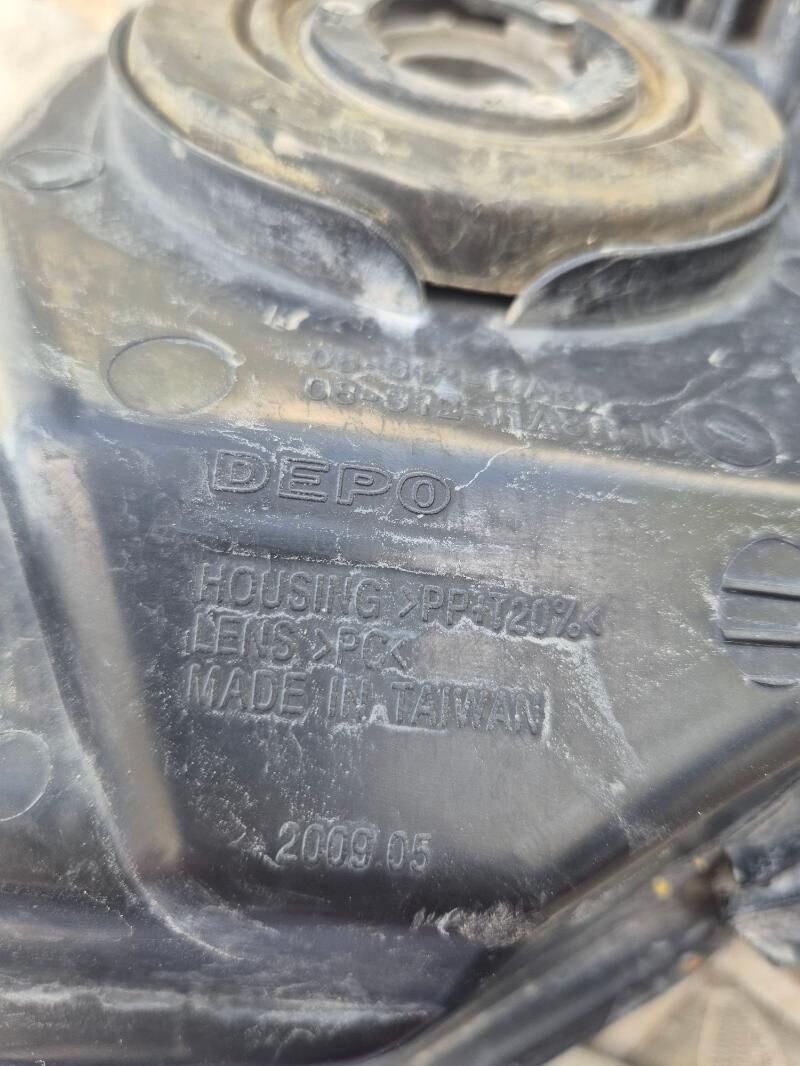 DEPO
HOUSING >PP+T20%<
LENS >PC<
MADE IN TAIWAN
2009 05